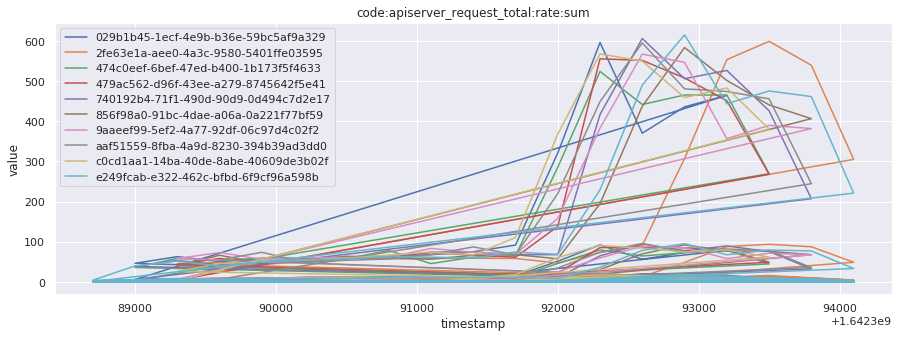 code:apiserver_request_total:rate:sum
600
500
400
300
200
100
0
value
029b1b45-1ecf-4e9b-b36e-59bc5af9a329
2fe63e1a-aee0-4a3c-9580-5401ffe03595
474c0eef-6bef-47ed-b400-1b173f5f4633
479ac562-d96f-43ee-a279-8745642f5e41
740192b4-71f1-490d-90d9-0d494c7d2e17
856f98a0-91bc-4dae-a06a-0a221f77bf59
9aaeef99-5ef2-4a77-92df-06c97d4c02f2
aaf51559-8fba-4a9d-8230-394b39ad3dd0
c0cd1aa1-14ba-40de-8abe-40609de3b02f
e249fcab-e322-462c-bfbd-6f9cf96a598b
89000 90000 91000 92000 93000 94000
timestamp
+1.6423e9